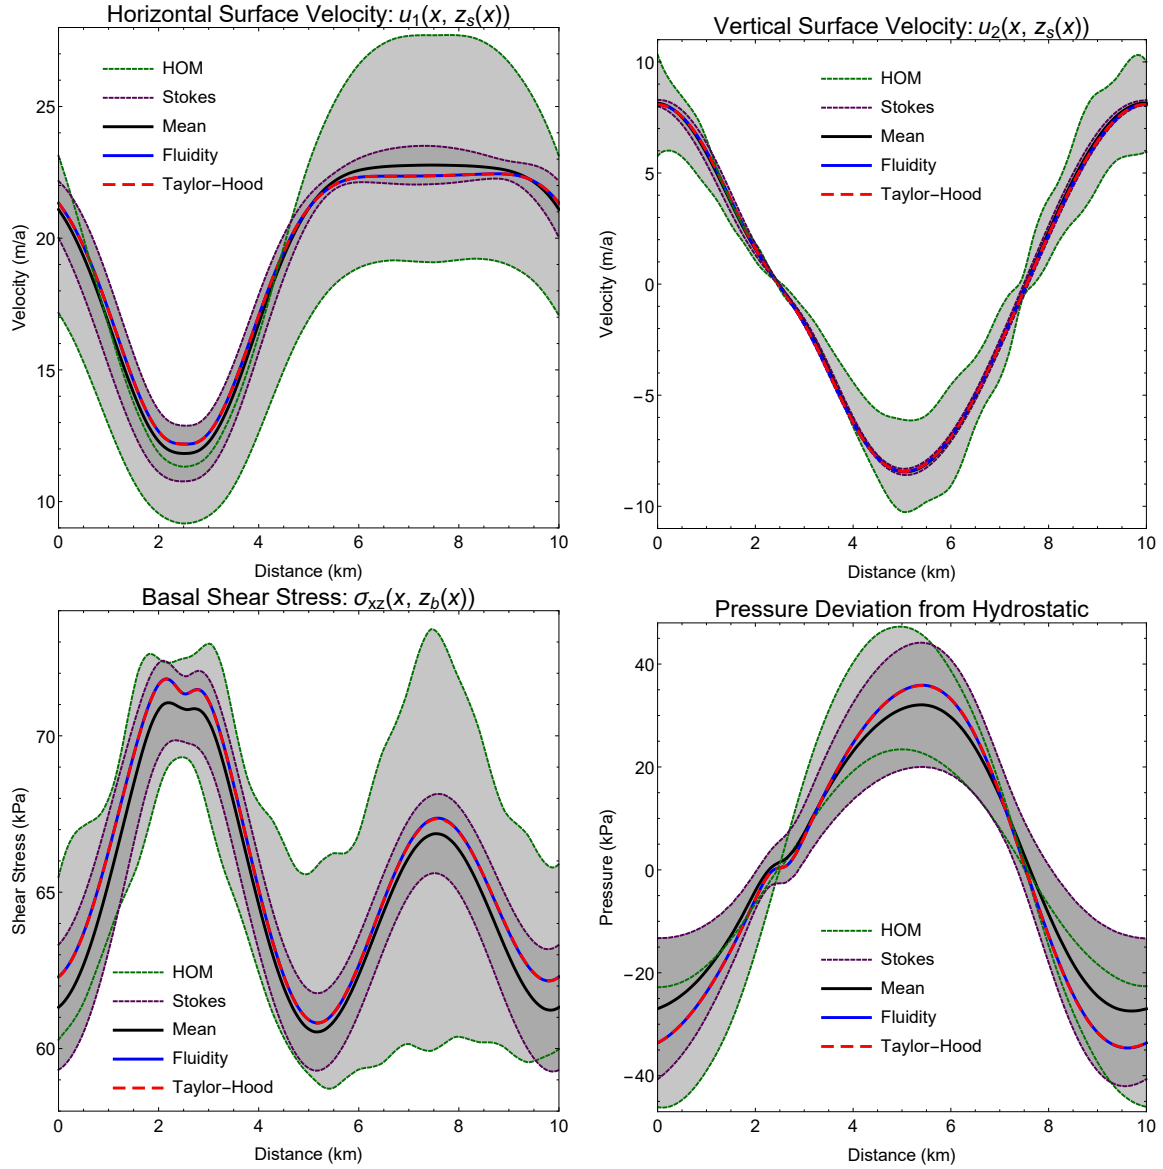 Horizontal Surface Velocity: u₁(x, zₛ(x))
HOM
Stokes
Mean
Fluidity
Taylor–Hood
Velocity (m/a)
25
20
15
10
0 2 4 6 8 10
Distance (km)
Vertical Surface Velocity: u₂(x, zₛ(x))
HOM
Stokes
Mean
Fluidity
Taylor–Hood
Velocity (m/a)
10
5
0
−5
−10
0 2 4 6 8 10
Distance (km)
Basal Shear Stress: σxz(x, zb(x))
Shear Stress (kPa)
70
65
60
HOM
Stokes
Mean
Fluidity
Taylor–Hood
0 2 4 6 8 10
Distance (km)
Pressure Deviation from Hydrostatic
Pressure (kPa)
40
20
0
−20
−40
HOM
Stokes
Mean
Fluidity
Taylor–Hood
0 2 4 6 8 10
Distance (km)